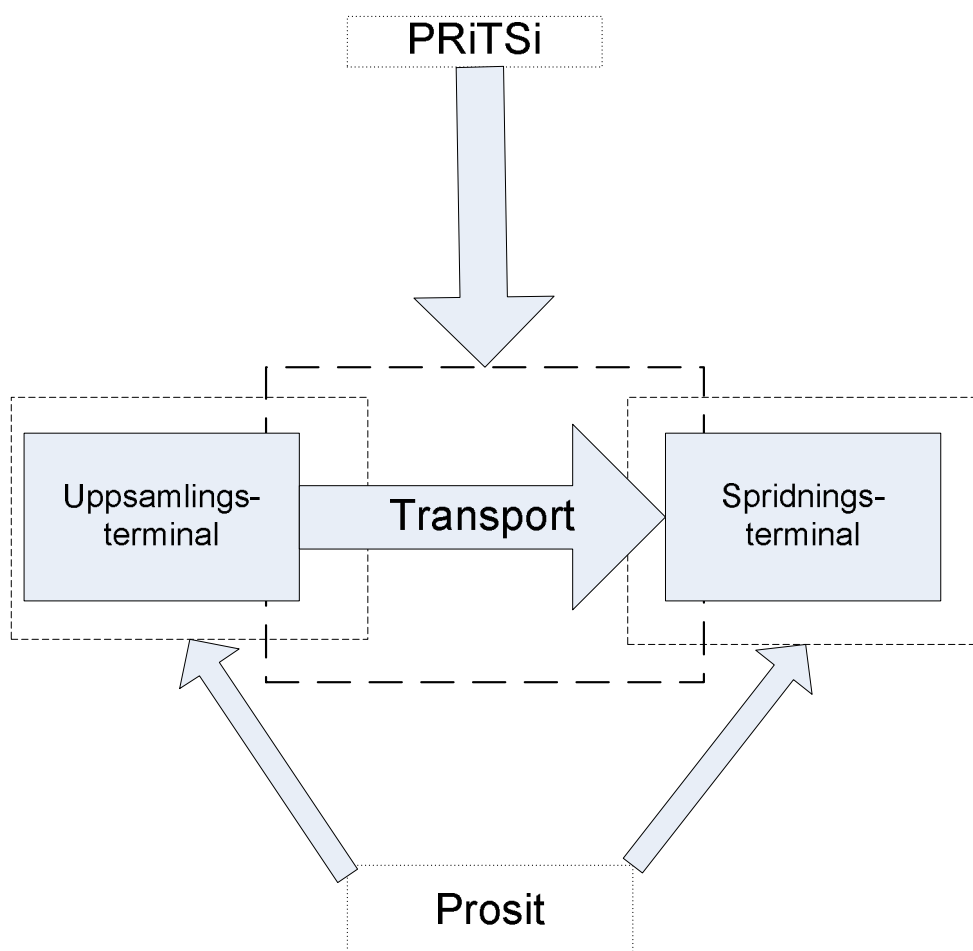 PRiTSi
Uppsamlings-
terminal
Transport
Spridnings-
terminal
Prosit